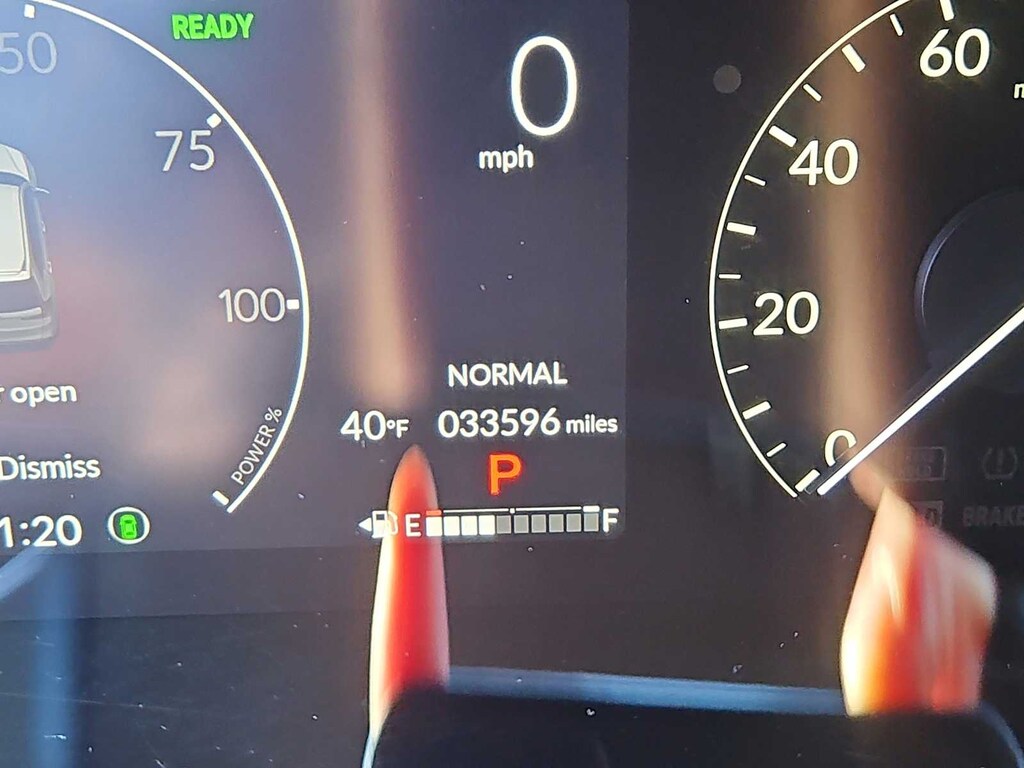 READY
50
0
60
mph
75
40
100
20
NORMAL
open
40°F 033596 miles
POWER %
0
Dismiss
P
1:20
E F
BRAKE